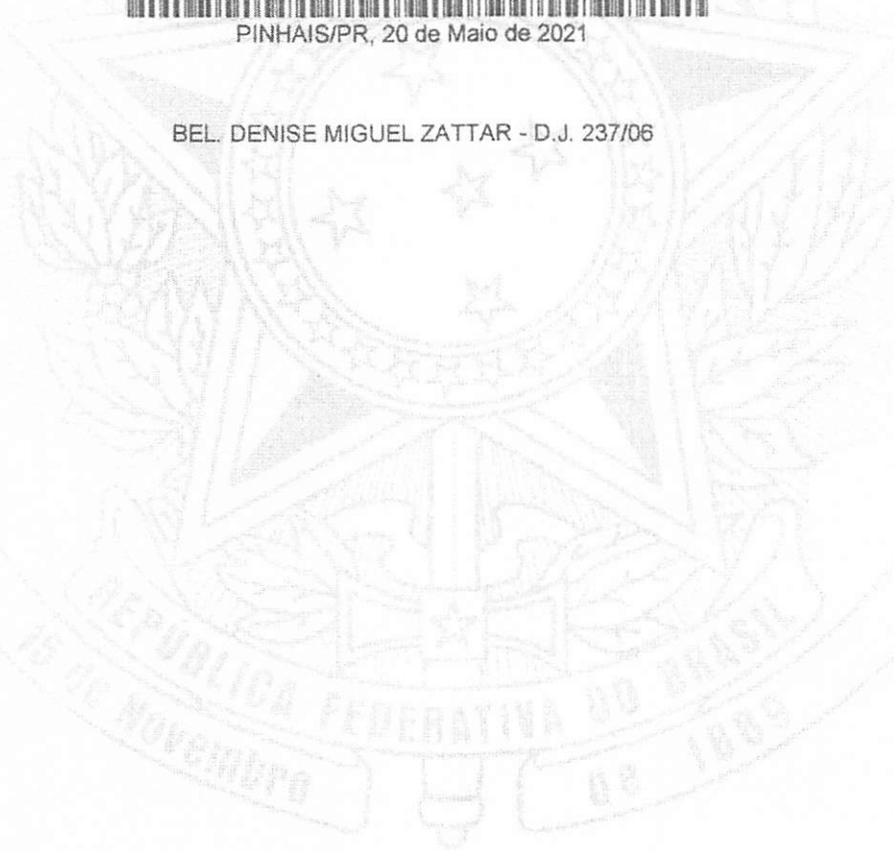 PINHAIS/PR, 20 de Maio de 2021
BEL. DENISE MIGUEL ZATTAR - D.J. 237/06
REPUBLICA FEDERATIVA DO BRASIL
15 de Novembro de 1889